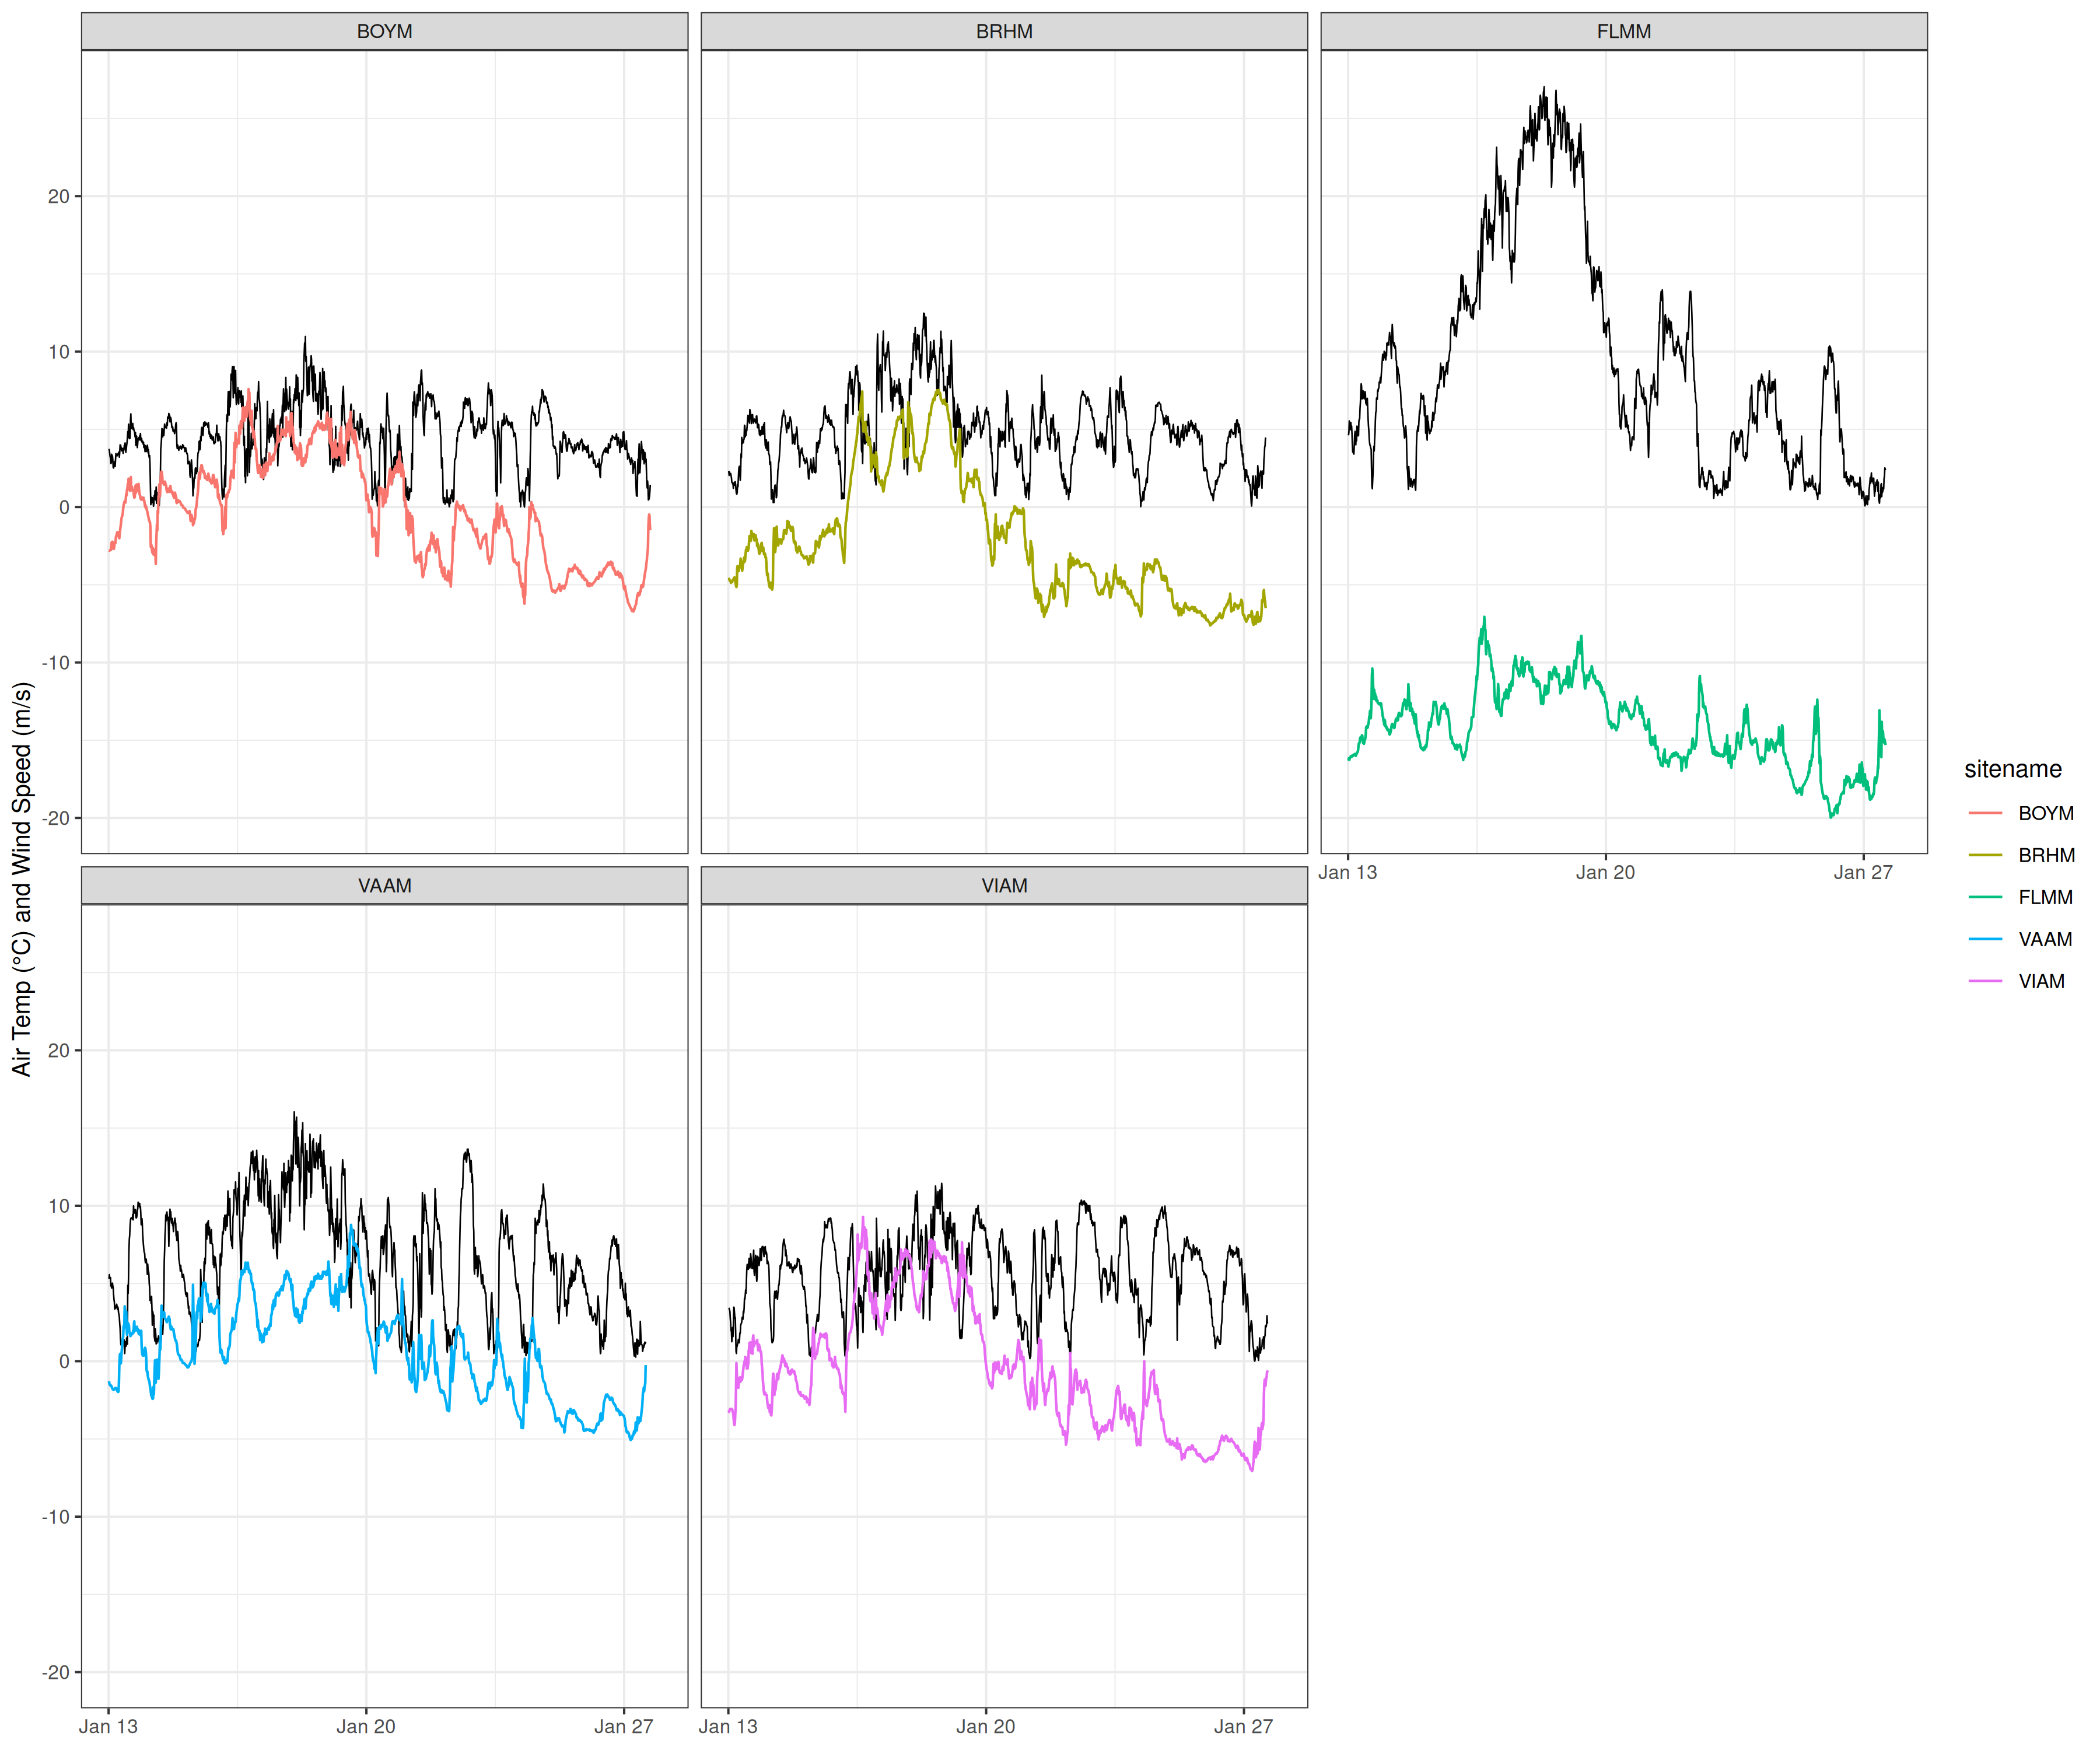 BOYM
BRHM
FLMM
20
10
0
-10
-20
Jan 13
Jan 20
Jan 27
VAAM
VIAM
20
10
0
-10
-20
Jan 13
Jan 20
Jan 27
Jan 13
Jan 20
Jan 27
Air Temp (°C) and Wind Speed (m/s)
sitename
BOYM
BRHM
FLMM
VAAM
VIAM